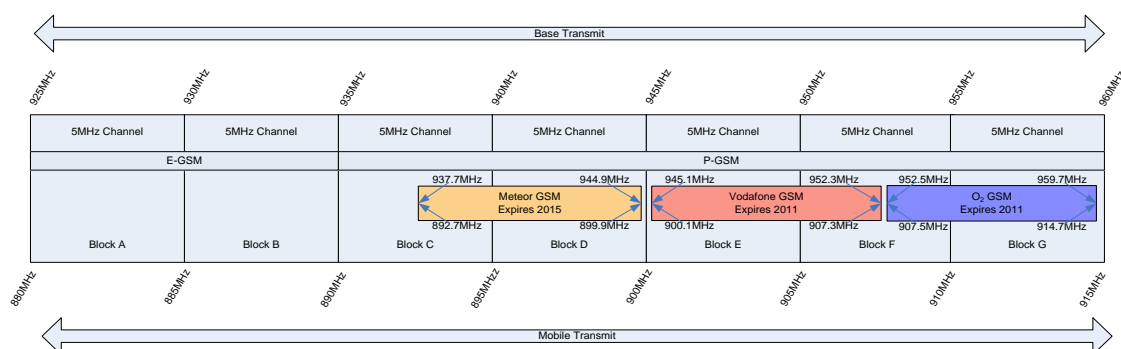 Base Transmit
925MHz
930MHz
935MHz
940MHz
945MHz
950MHz
955MHz
960MHz
5MHz Channel
5MHz Channel
5MHz Channel
5MHz Channel
5MHz Channel
5MHz Channel
5MHz Channel
E-GSM
P-GSM
937.7MHz
944.9MHz
945.1MHz
952.3MHz
952.5MHz
959.7MHz
Meteor GSM
Expires 2015
Vodafone GSM
Expires 2011
O₂ GSM
Expires 2011
892.7MHz
899.9MHz
900.1MHz
907.3MHz
907.5MHz
914.7MHz
Block A
Block B
Block C
Block D
Block E
Block F
Block G
880MHz
885MHz
890MHz
895MHzz
900MHz
905MHz
910MHz
915MHz
Mobile Transmit